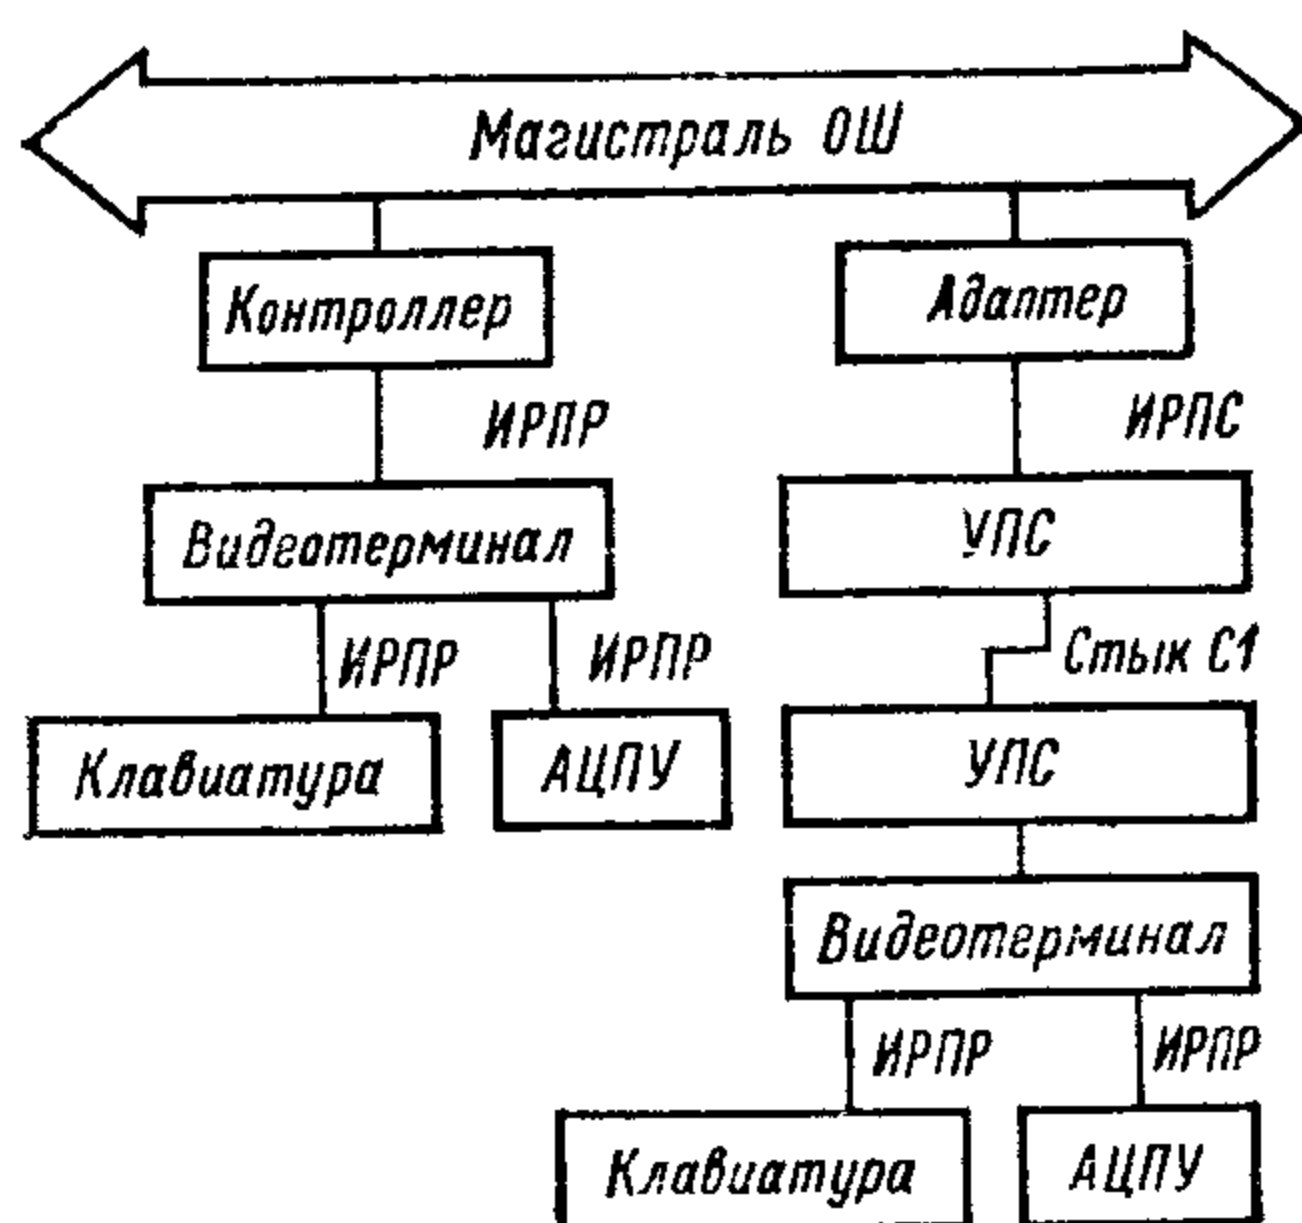 Магистраль ОШ
Контроллер
Адаптер
ИРПР
ИРПС
Видеотерминал
УПС
ИРПР
ИРПР
Стык С1
Клавиатура
АЦПУ
УПС
Видеотерминал
ИРПР
ИРПР
Клавиатура
АЦПУ